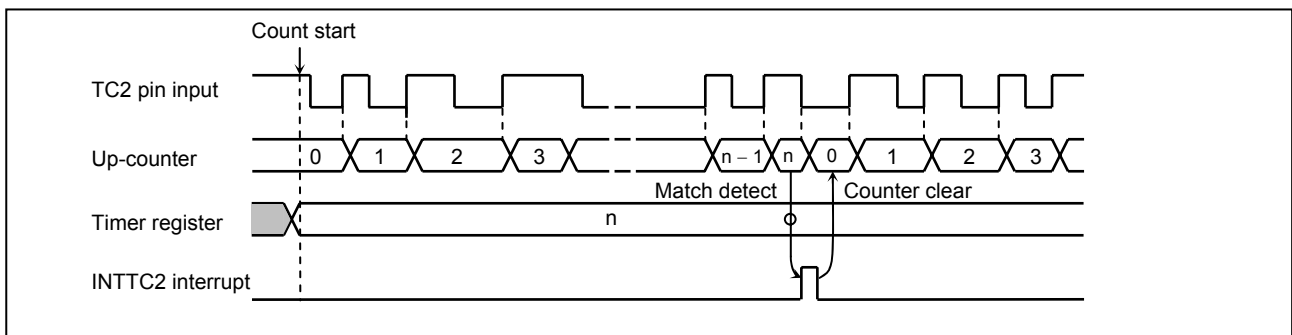 Count start
TC2 pin input
Up-counter 0 1 2 3 n – 1 n 0 1 2 3
Match detect Counter clear
Timer register n
INTTC2 interrupt